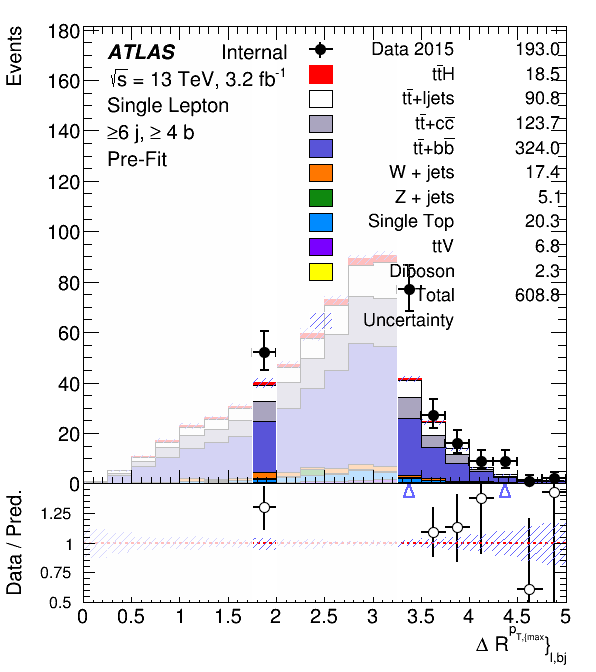 Events
180
160
140
120
100
80
60
40
20
0
ATLAS Internal
√s = 13 TeV, 3.2 fb⁻¹
Single Lepton
≥6 j, ≥ 4 b
Pre-Fit
Data 2015 193.0
tt̄H 18.5
tt̄+ljets 90.8
tt̄+cc̄ 123.7
tt̄+bb̄ 324.0
W + jets 17.4
Z + jets 5.1
Single Top 20.3
ttV 6.8
Diboson 2.3
Total 608.8
Uncertainty
Data / Pred.
1.25
1
0.75
0.5
0 0.5 1 1.5 2 2.5 3 3.5 4 4.5 5
Δ R^{p_{T,{max}}}_{l,bj}